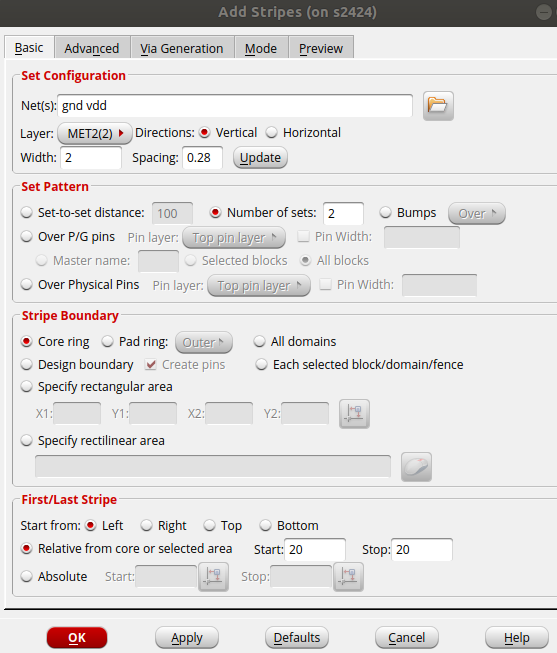 Add Stripes (on s2424)
Basic Advanced Via Generation Mode Preview
Set Configuration
Net(s): gnd vdd
Layer: MET2(2) Directions: Vertical Horizontal
Width: 2 Spacing: 0.28 Update
Set Pattern
Set-to-set distance: 100 Number of sets: 2 Bumps Over
Over P/G pins Pin layer: Top pin layer Pin Width:
Master name: Selected blocks All blocks
Over Physical Pins Pin layer: Top pin layer Pin Width:
Stripe Boundary
Core ring Pad ring: Outer All domains
Design boundary Create pins Each selected block/domain/fence
Specify rectangular area
X1: Y1: X2: Y2:
Specify rectilinear area
First/Last Stripe
Start from: Left Right Top Bottom
Relative from core or selected area Start: 20 Stop: 20
Absolute Start: Stop:
OK Apply Defaults Cancel Help